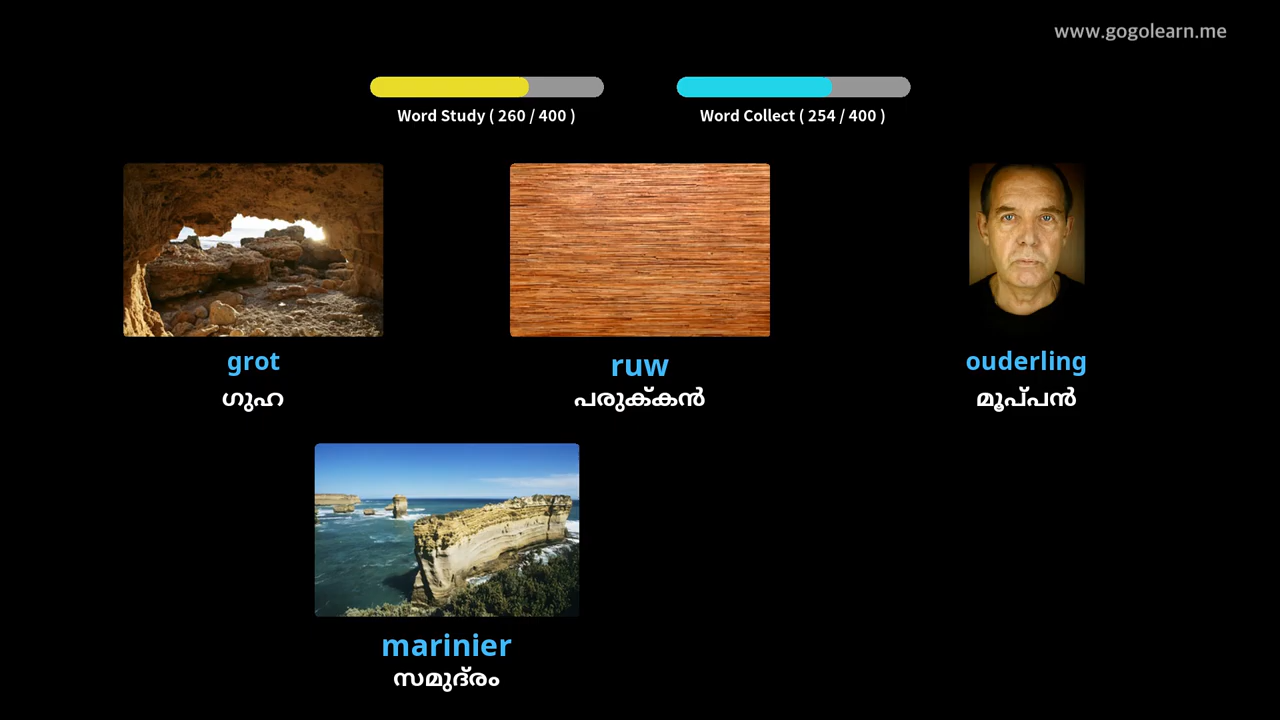 www.gogolearn.me
Word Study ( 260 / 400 )
Word Collect ( 254 / 400 )
grot
ഗുഹ
ruw
പരുക്കൻ
ouderling
മൂപ്പൻ
marinier
സമുദ്രം